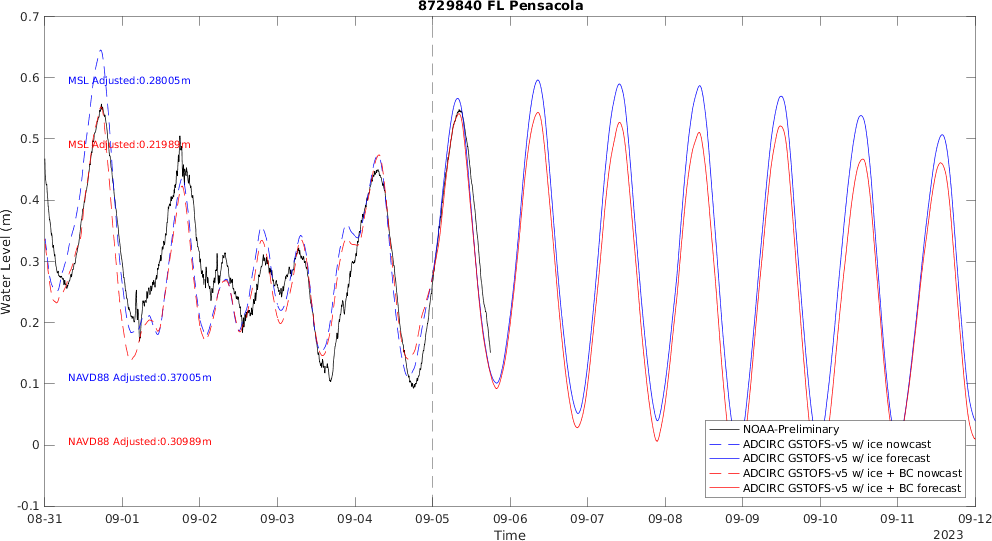 8729840 FL Pensacola
0.7
0.6
0.5
0.4
0.3
0.2
0.1
0
-0.1
Water Level (m)
MSL Adjusted:0.28005m
MSL Adjusted:0.21989m
NAVD88 Adjusted:0.37005m
NAVD88 Adjusted:0.30989m
NOAA-Preliminary
ADCIRC GSTOFS-v5 w/ ice nowcast
ADCIRC GSTOFS-v5 w/ ice forecast
ADCIRC GSTOFS-v5 w/ ice + BC nowcast
ADCIRC GSTOFS-v5 w/ ice + BC forecast
08-31 09-01 09-02 09-03 09-04 09-05 09-06 09-07 09-08 09-09 09-10 09-11 09-12
Time
2023